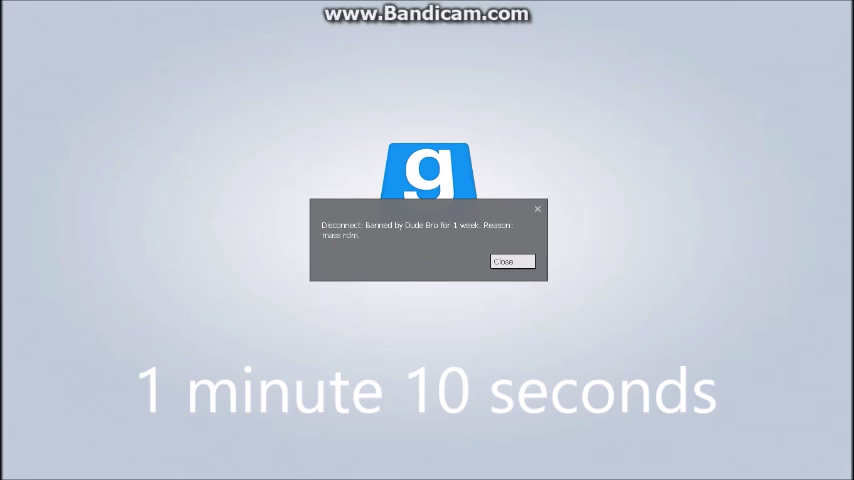 www.Bandicam.com
g
×
Disconnect: Banned by Dude Bro for 1 week. Reason:
mass rdm.
Close
1 minute 10 seconds